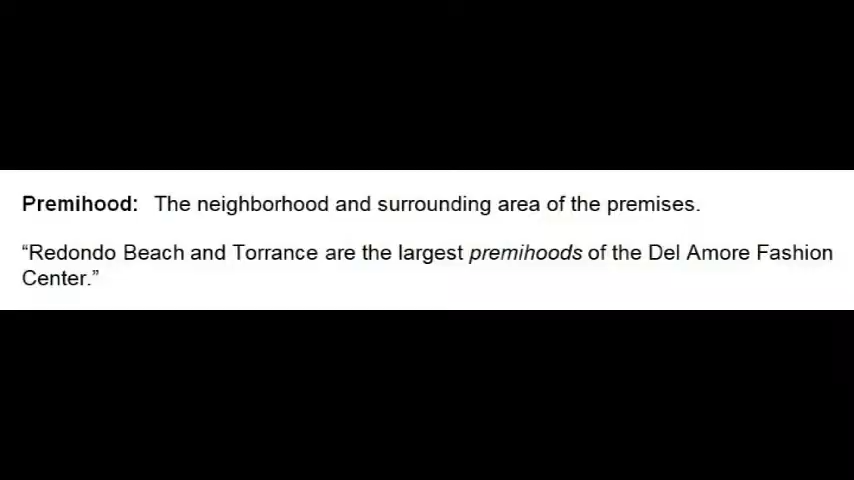 Premihood: The neighborhood and surrounding area of the premises.
“Redondo Beach and Torrance are the largest premihoods of the Del Amore Fashion
Center.”